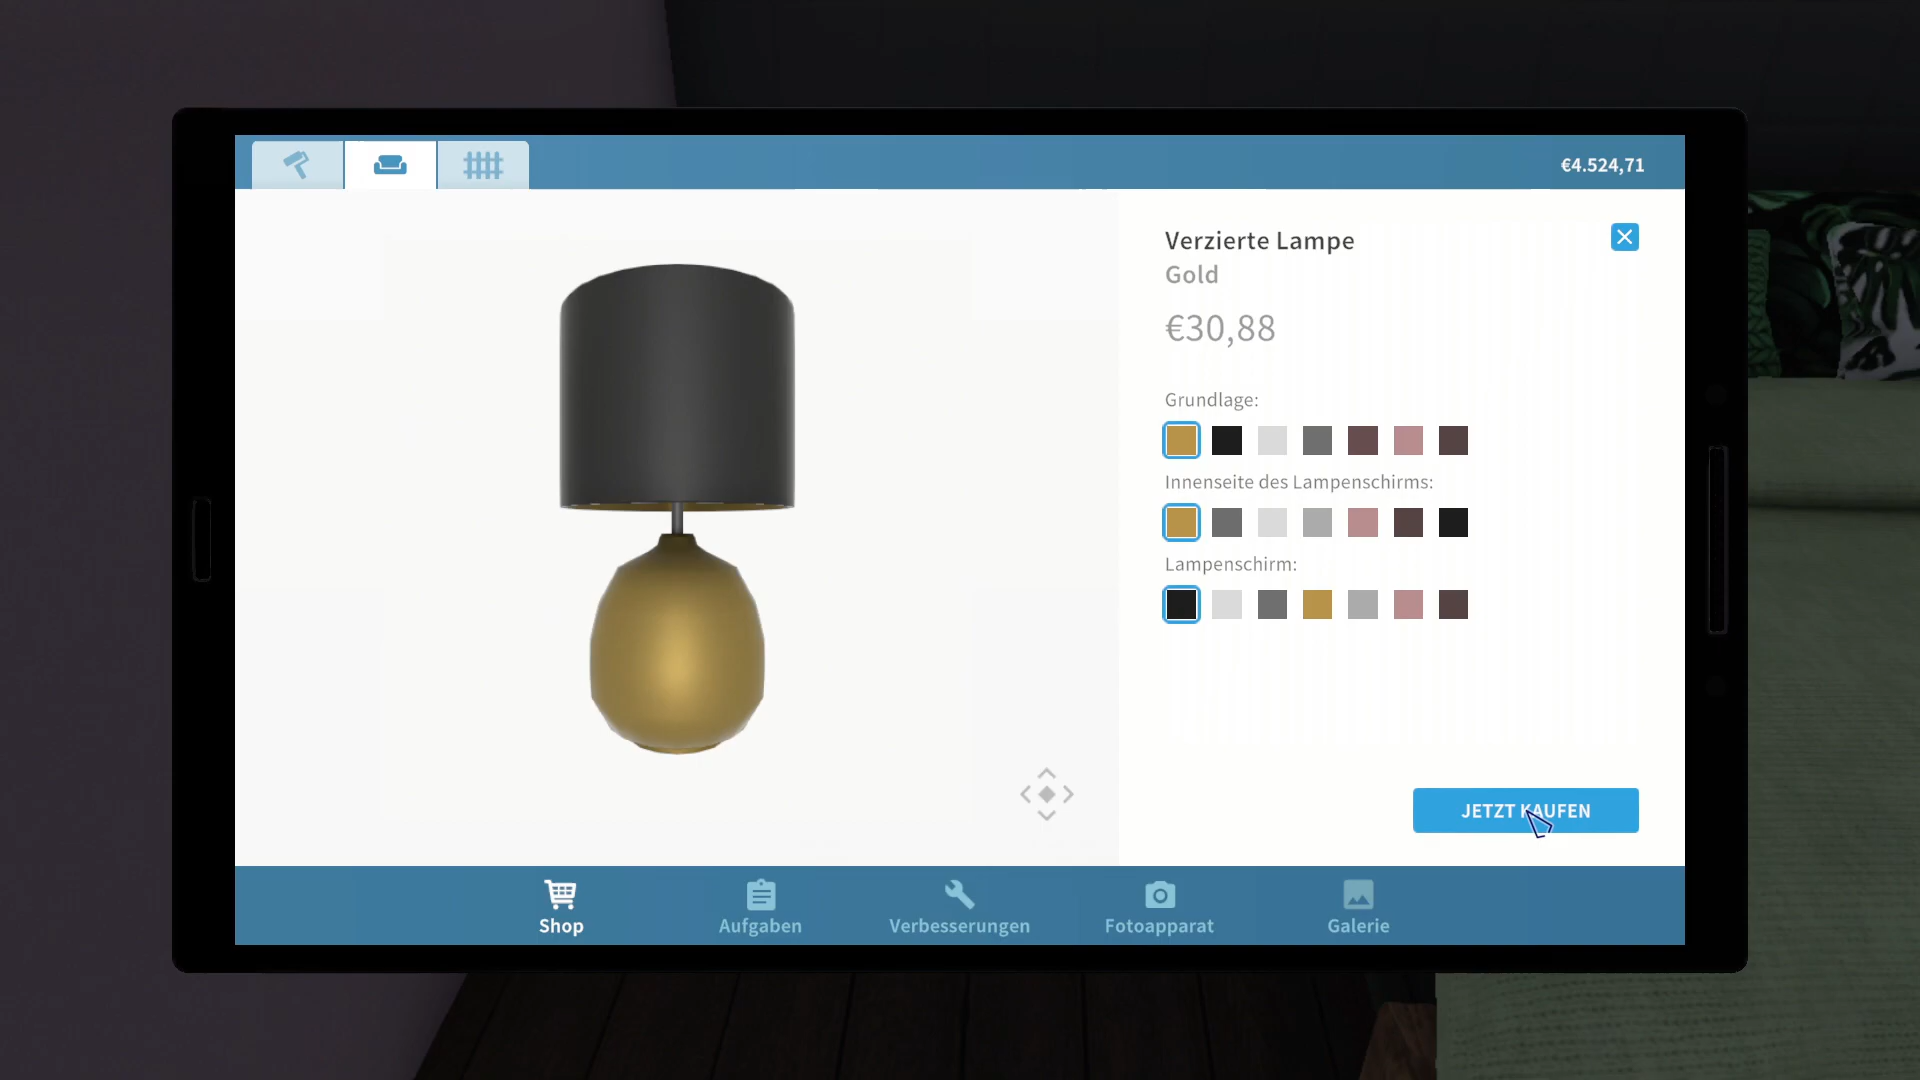 €4.524,71
Verzierte Lampe
Gold
€30,88
Grundlage:
Innenseite des Lampenschirms:
Lampenschirm:
JETZT KAUFEN
Shop
Aufgaben
Verbesserungen
Fotoapparat
Galerie